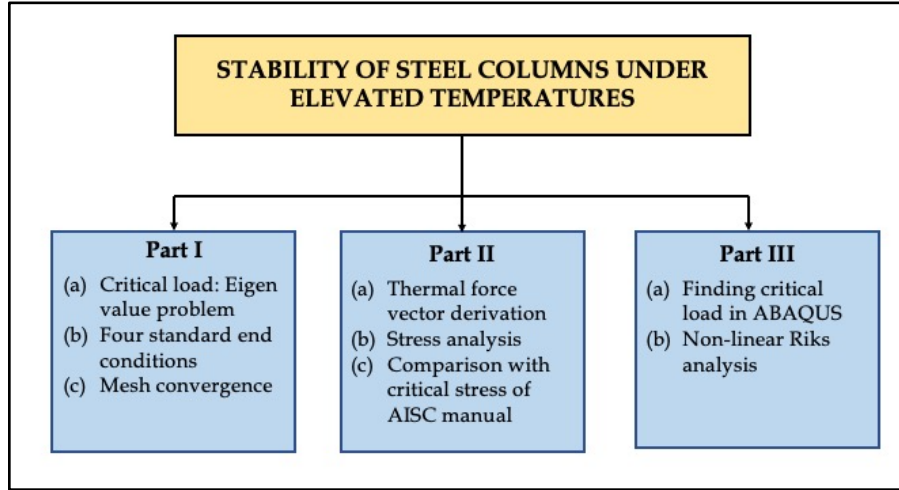 STABILITY OF STEEL COLUMNS UNDER
ELEVATED TEMPERATURES
Part I
(a) Critical load: Eigen
value problem
(b) Four standard end
conditions
(c) Mesh convergence
Part II
(a) Thermal force
vector derivation
(b) Stress analysis
(c) Comparison with
critical stress of
AISC manual
Part III
(a) Finding critical
load in ABAQUS
(b) Non-linear Riks
analysis